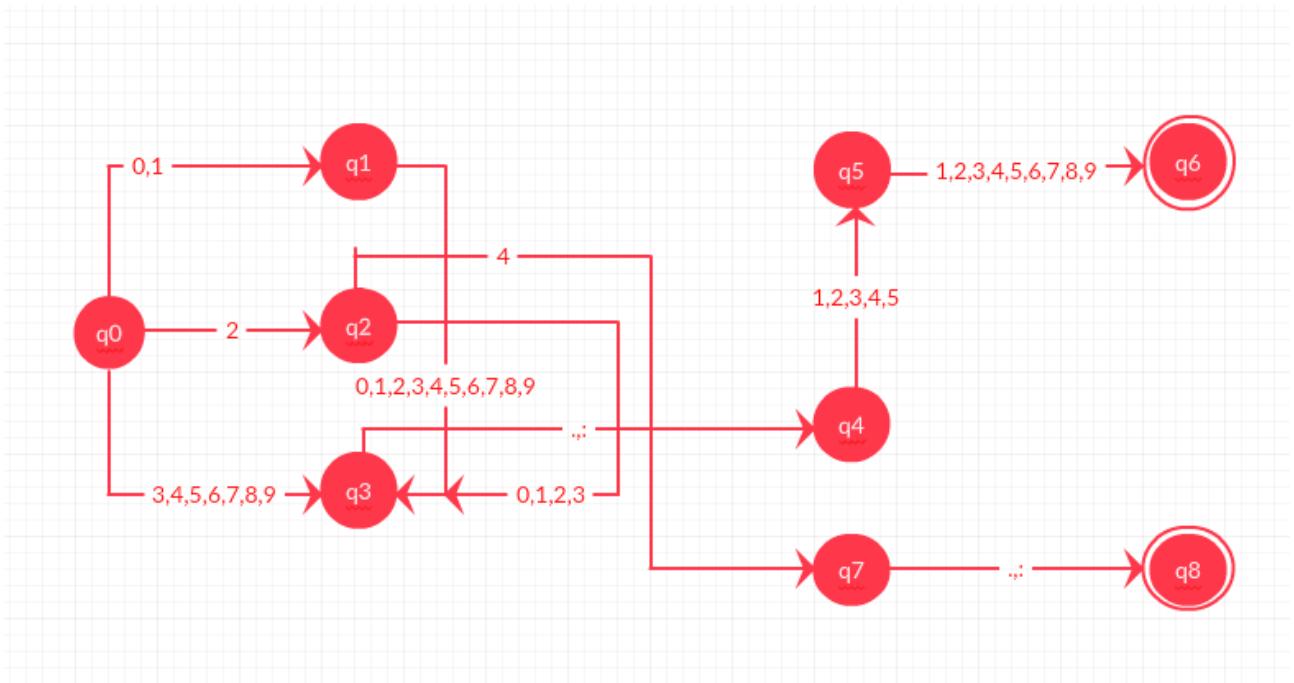 q1
q5
1,2,3,4,5,6,7,8,9
q6
0,1
4
1,2,3,4,5
q0
2
q2
0,1,2,3,4,5,6,7,8,9
.,:
q4
3,4,5,6,7,8,9
q3
0,1,2,3
q7
.,:
q8